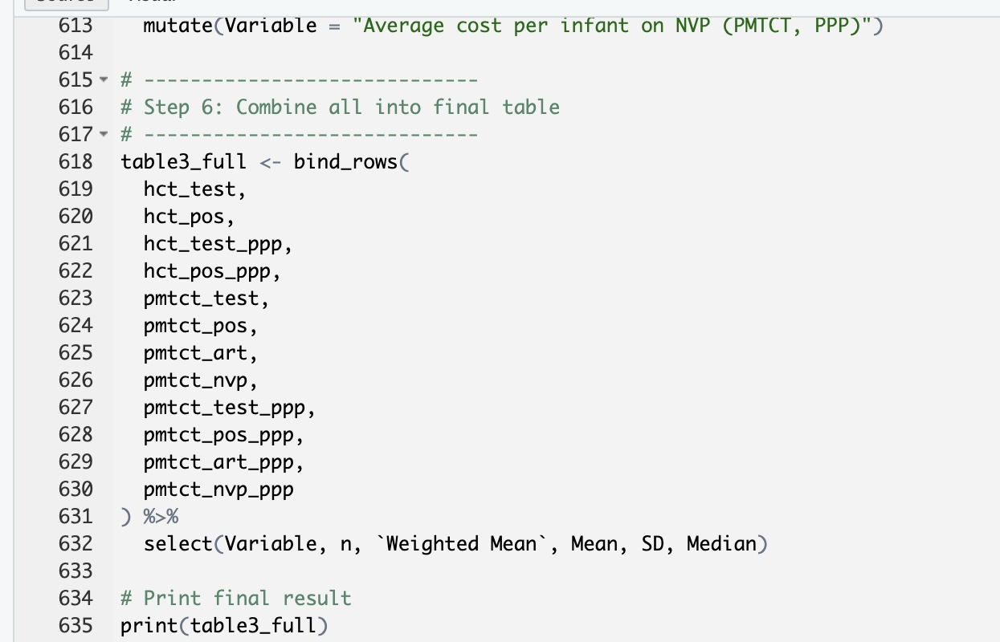 613   mutate(Variable = "Average cost per infant on NVP (PMTCT, PPP)")
614
615 # -----------------------------
616 # Step 6: Combine all into final table
617 # -----------------------------
618 table3_full <- bind_rows(
619   hct_test,
620   hct_pos,
621   hct_test_ppp,
622   hct_pos_ppp,
623   pmtct_test,
624   pmtct_pos,
625   pmtct_art,
626   pmtct_nvp,
627   pmtct_test_ppp,
628   pmtct_pos_ppp,
629   pmtct_art_ppp,
630   pmtct_nvp_ppp
631 ) %>%
632   select(Variable, n, `Weighted Mean`, Mean, SD, Median)
633
634 # Print final result
635 print(table3_full)